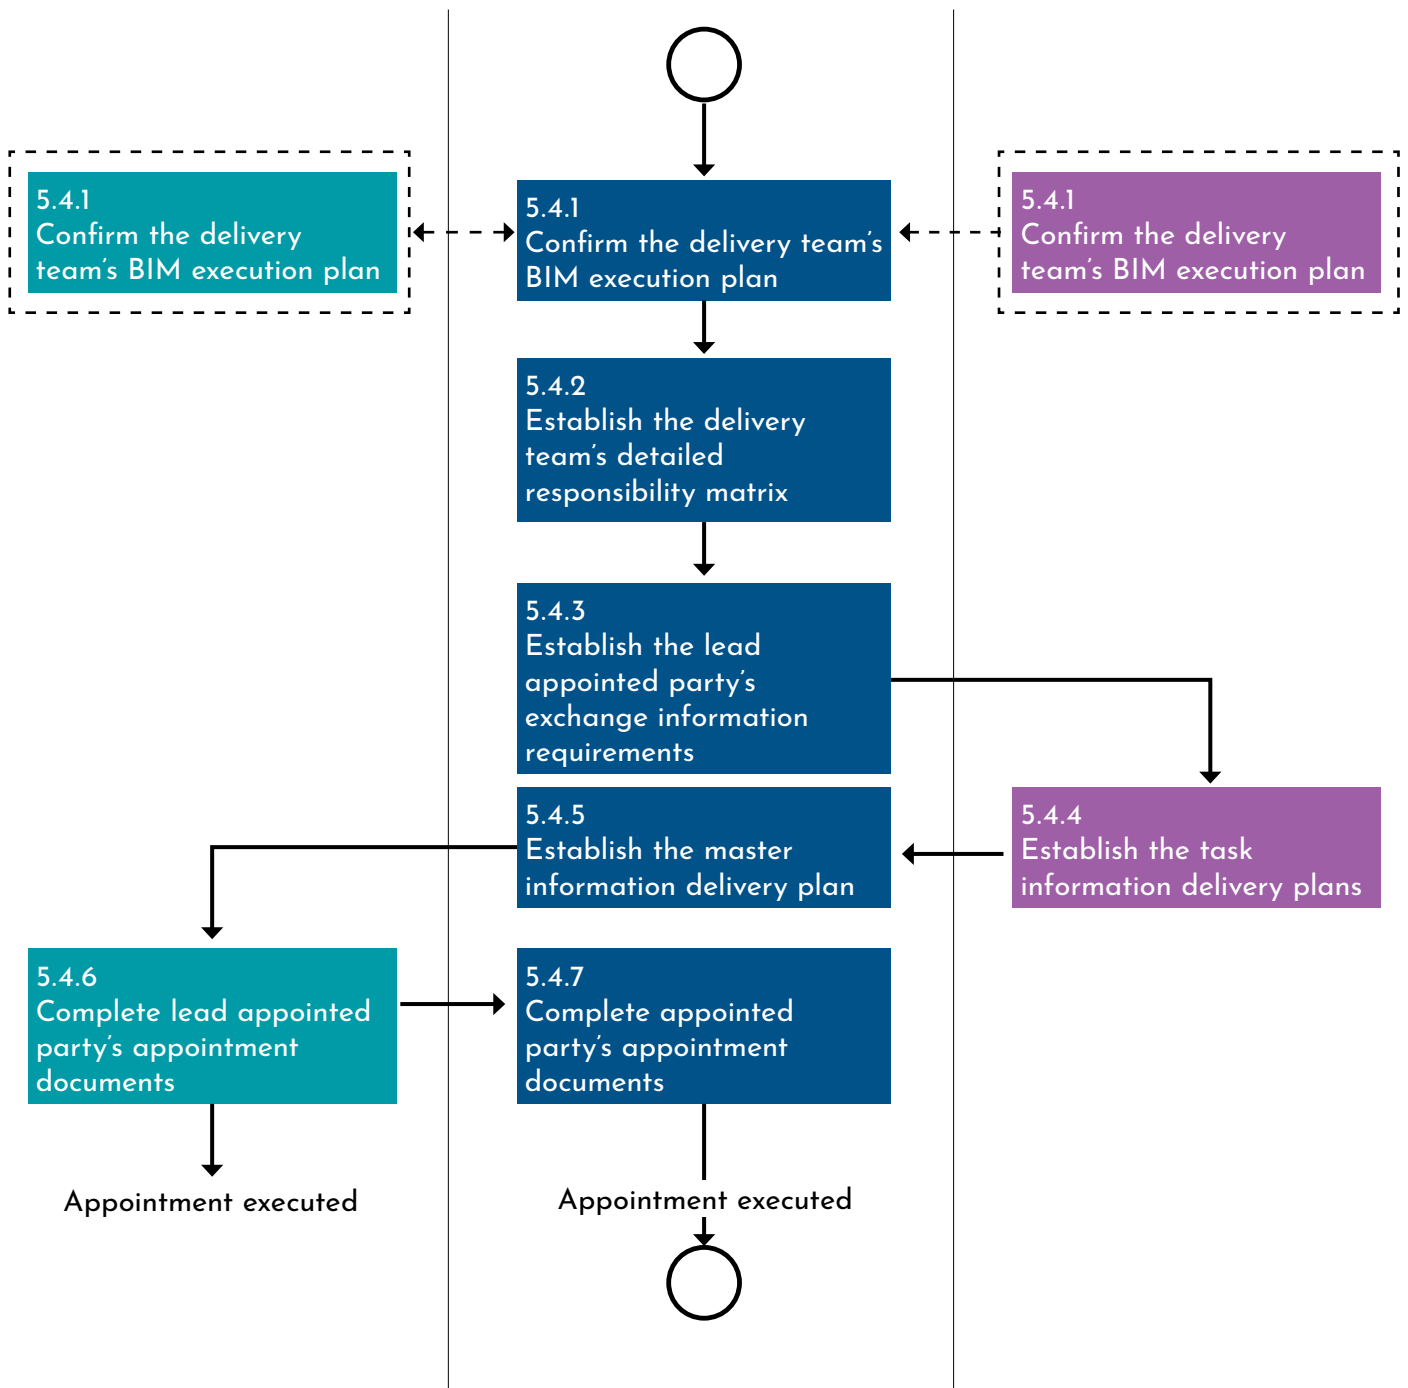 5.4.1
Confirm the delivery
team's BIM execution plan
5.4.1
Confirm the delivery team's
BIM execution plan
5.4.1
Confirm the delivery
team's BIM execution plan
5.4.2
Establish the delivery
team's detailed
responsibility matrix
5.4.3
Establish the lead
appointed party's
exchange information
requirements
5.4.5
Establish the master
information delivery plan
5.4.4
Establish the task
information delivery plans
5.4.6
Complete lead appointed
party's appointment
documents
5.4.7
Complete appointed
party's appointment
documents
Appointment executed
Appointment executed